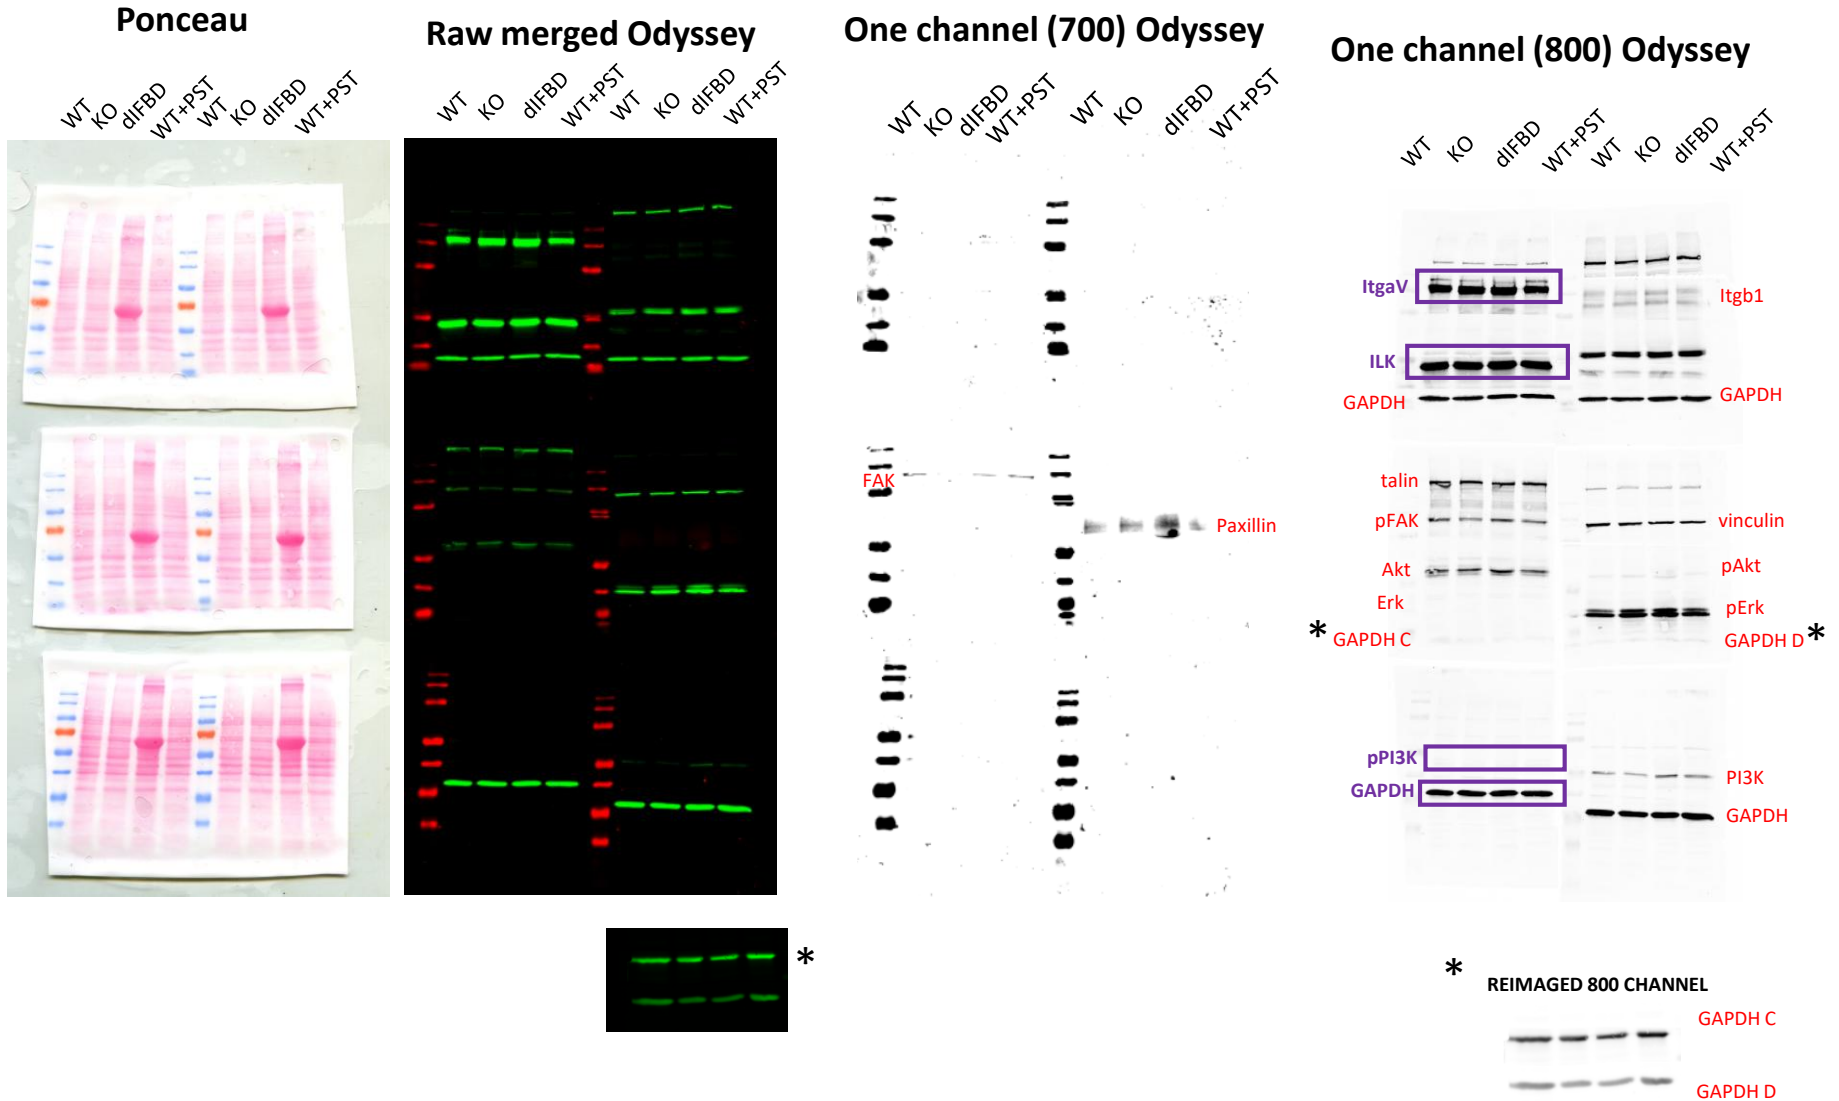 Ponceau
Raw merged Odyssey
One channel (700) Odyssey
One channel (800) Odyssey
WT
KO
dIFBD
WT+PST
WT
KO
dIFBD
WT+PST
WT
KO
dIFBD
WT+PST
WT
KO
dIFBD
WT+PST
WT
KO
dIFBD
WT+PST
WT
KO
dIFBD
WT+PST
WT
KO
dIFBD
WT+PST
WT
KO
dIFBD
WT+PST
FAK
Paxillin
ItgaV
Itgb1
ILK
GAPDH
GAPDH
talin
pFAK
vinculin
Akt
pAkt
Erk
pErk
* GAPDH C
GAPDH D *
pPI3K
PI3K
GAPDH
GAPDH
*
* REIMAGED 800 CHANNEL
GAPDH C
GAPDH D